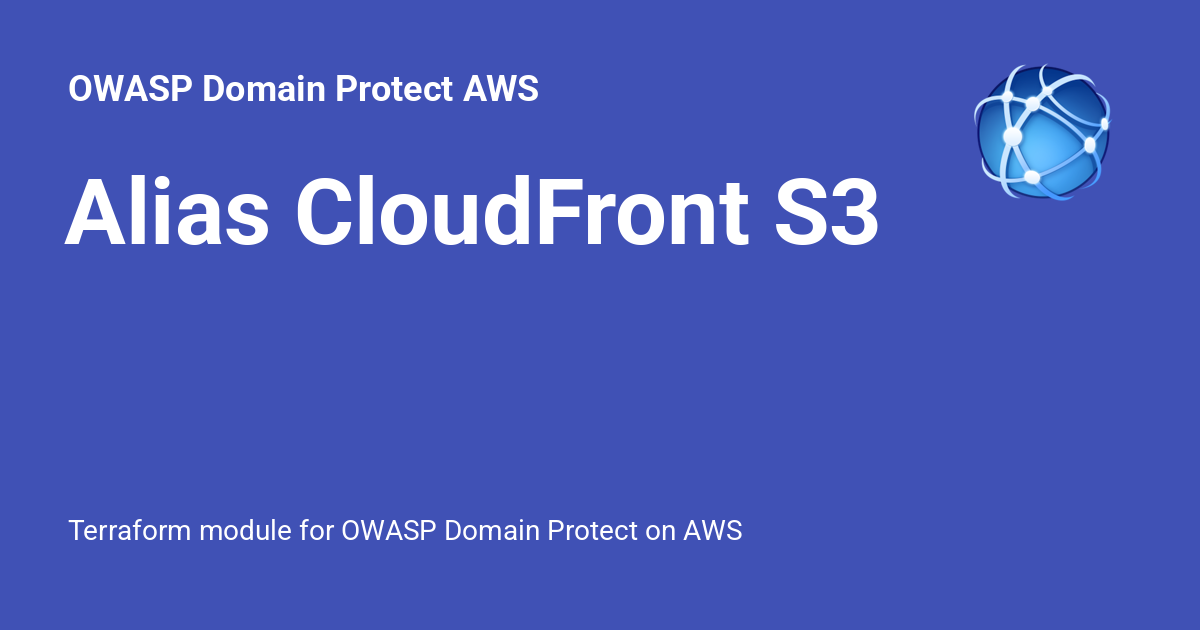 OWASP Domain Protect AWS
Alias CloudFront S3
Terraform module for OWASP Domain Protect on AWS